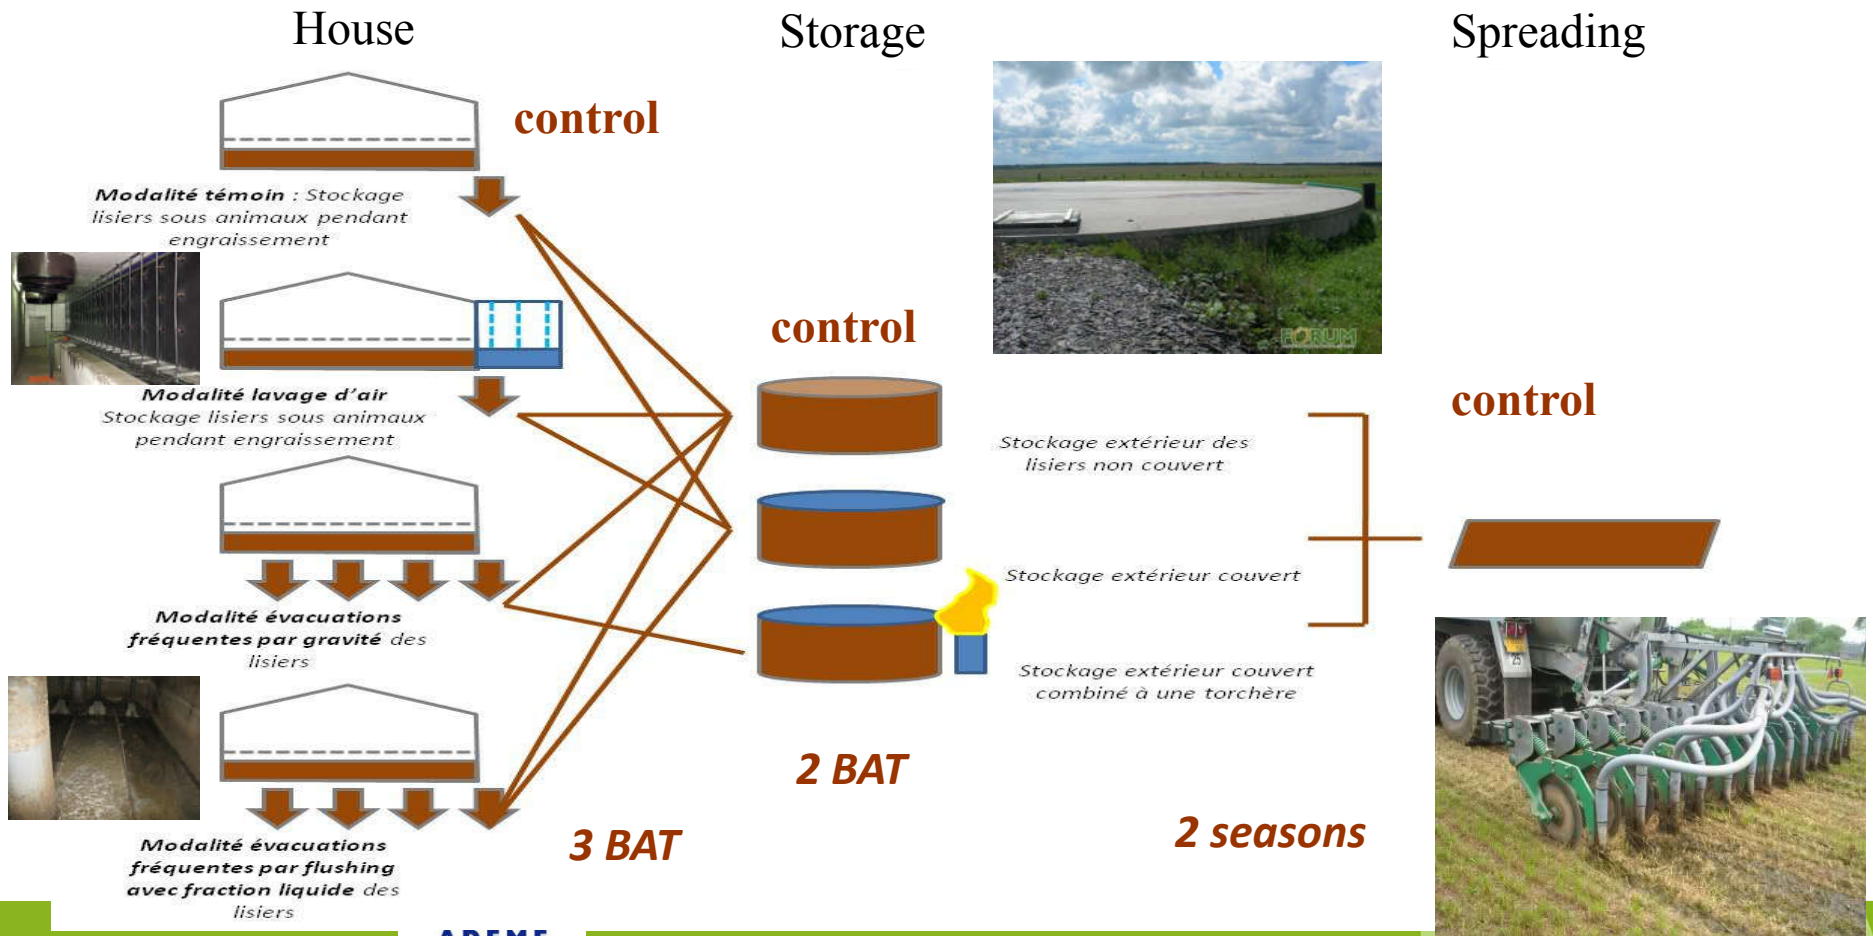 House
Storage
Spreading
control
Modalité témoin : Stockage
lisiers sous animaux pendant
engraissement
Modalité lavage d’air
Stockage lisiers sous animaux
pendant engraissement
Modalité évacuations
fréquentes par gravité des
lisiers
Modalité évacuations
fréquentes par flushing
avec fraction liquide des
lisiers
3 BAT
FORUM
control
Stockage extérieur des
lisiers non couvert
Stockage extérieur couvert
Stockage extérieur couvert
combiné à une torchère
2 BAT
2 seasons
control
25
ADEME